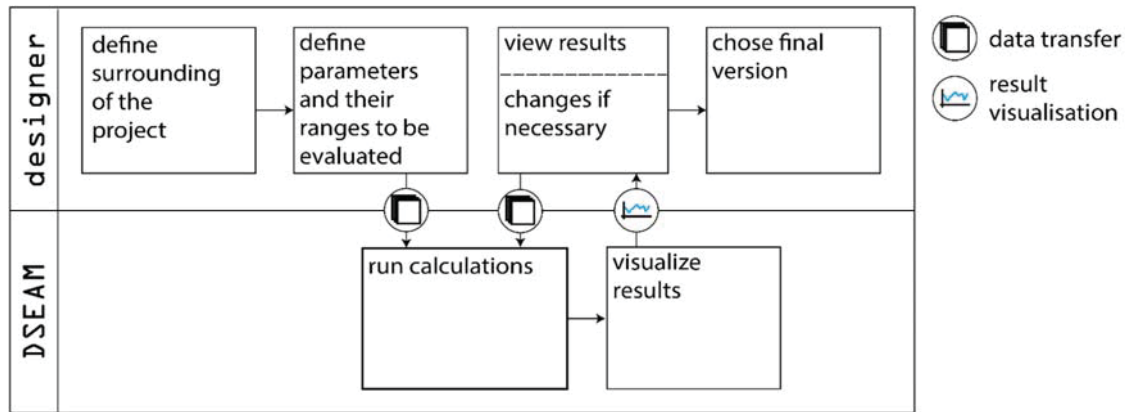 designer
define
surrounding
of the
project
define
parameters
and their
ranges to be
evaluated
view results
changes if
necessary
chose final
version
data transfer
result
visualisation
DSEAM
run calculations
visualize
results